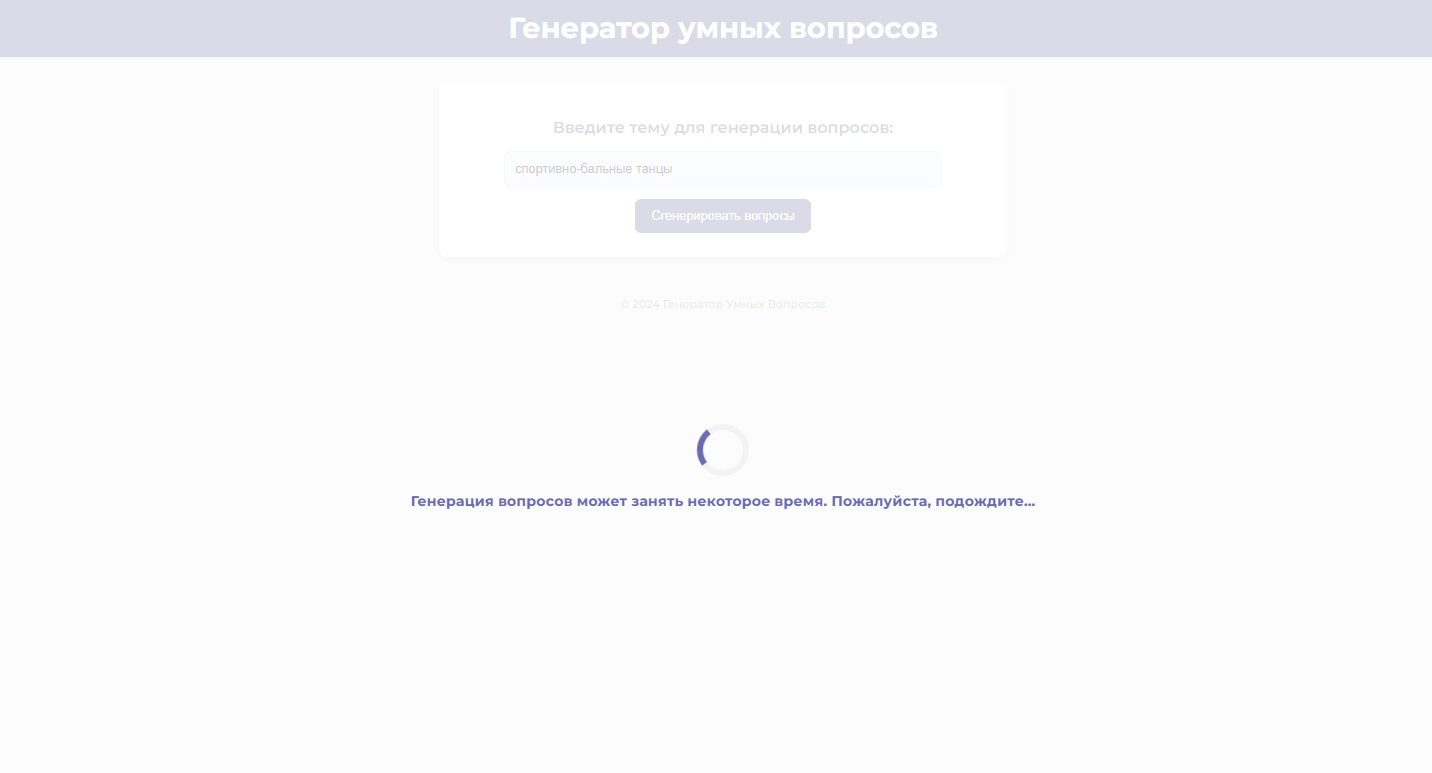 Генератор умных вопросов
Введите тему для генерации вопросов:
спортивно-бальные танцы
Сгенерировать вопросы
© 2024 Генератор Умных Вопросов
Генерация вопросов может занять некоторое время. Пожалуйста, подождите...